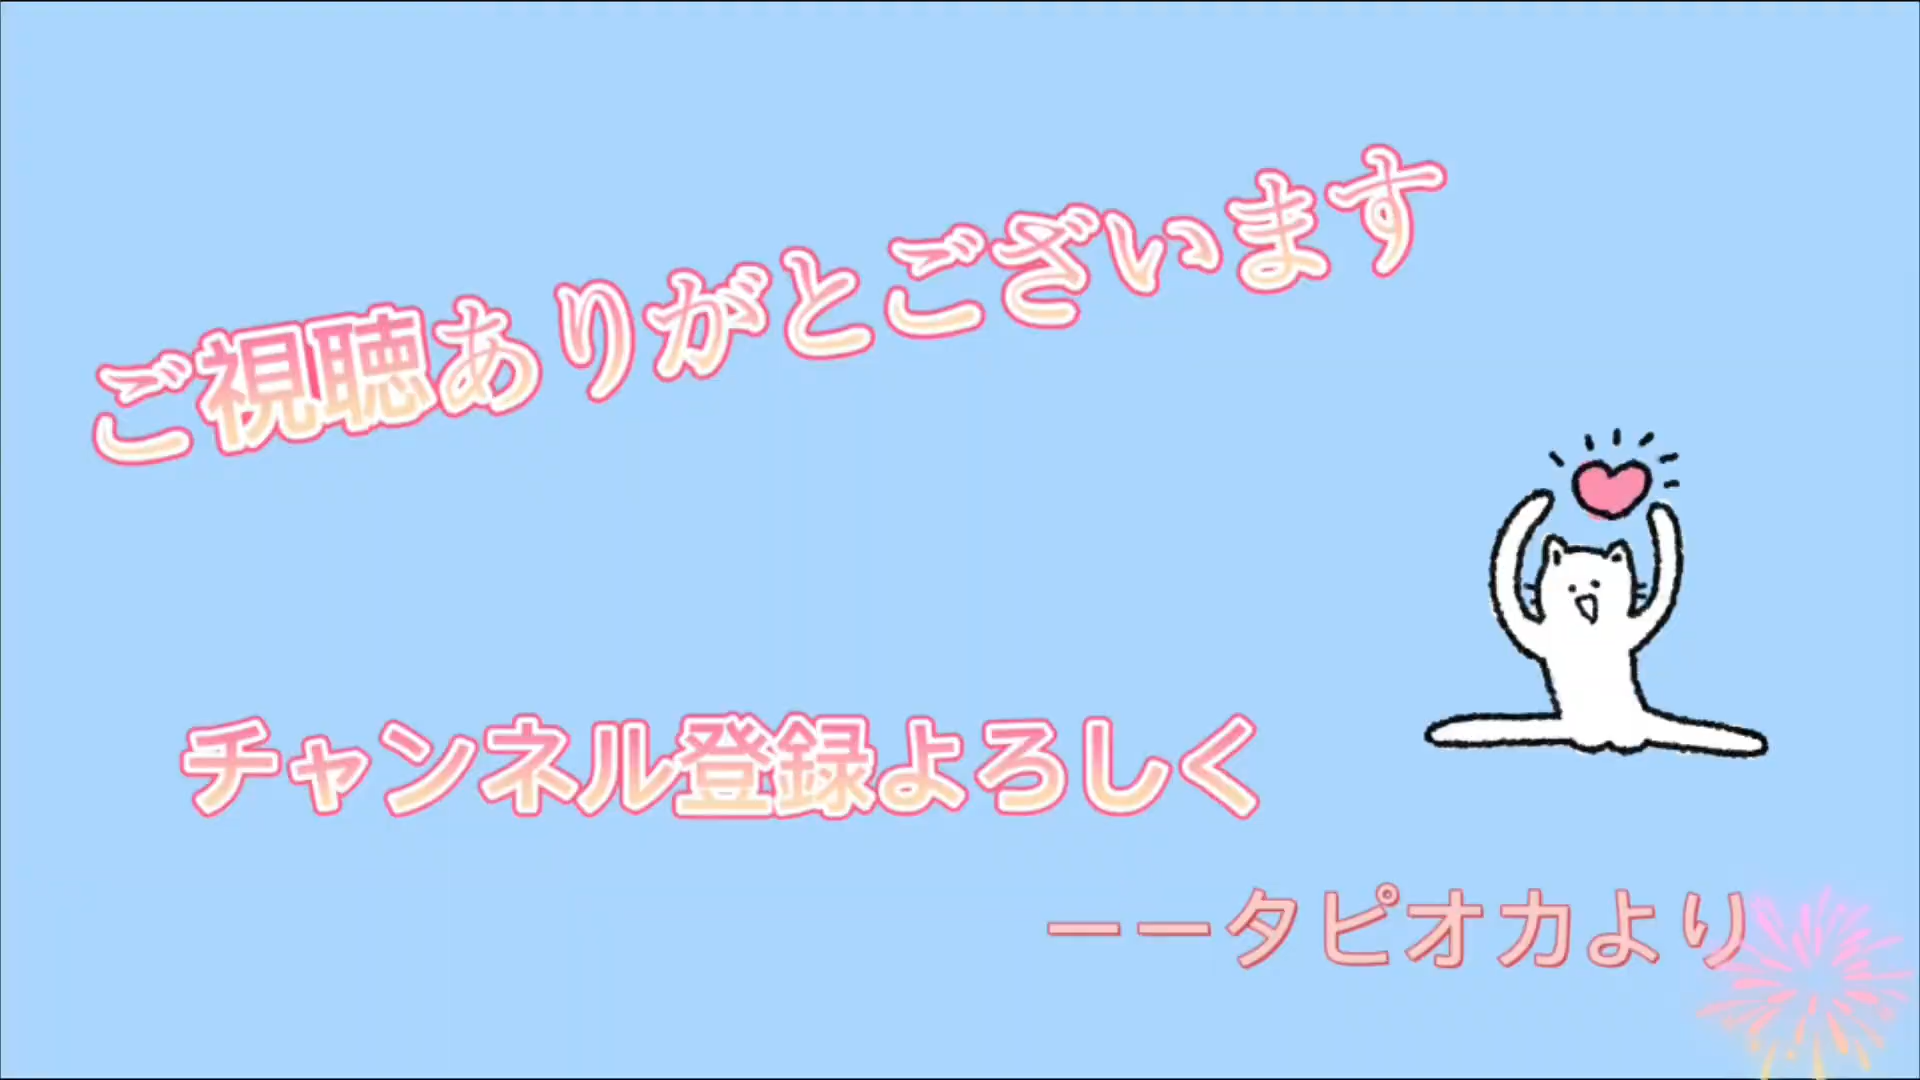 ご視聴ありがとございます
チャンネル登録よろしく
ーータピオカより